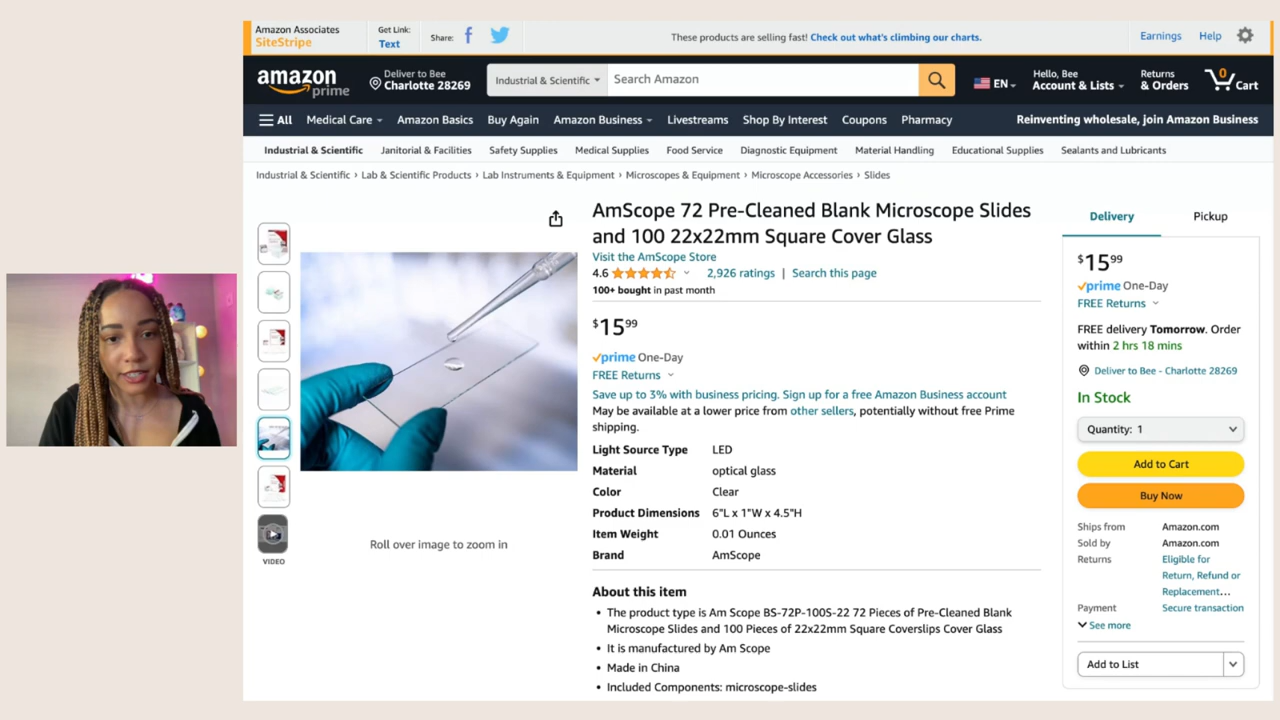 Amazon Associates
SiteStripe
Get Link:
Text
Share:
These products are selling fast! Check out what's climbing our charts.
Earnings
Help
amazon
prime
Deliver to Bee
Charlotte 28269
Industrial & Scientific
Search Amazon
EN
Hello, Bee
Account & Lists
Returns
& Orders
0
Cart
All
Medical Care
Amazon Basics
Buy Again
Amazon Business
Livestreams
Shop By Interest
Coupons
Pharmacy
Reinventing wholesale, join Amazon Business
Industrial & Scientific
Janitorial & Facilities
Safety Supplies
Medical Supplies
Food Service
Diagnostic Equipment
Material Handling
Educational Supplies
Sealants and Lubricants
Industrial & Scientific › Lab & Scientific Products › Lab Instruments & Equipment › Microscopes & Equipment › Microscope Accessories › Slides
AmScope 72 Pre-Cleaned Blank Microscope Slides
and 100 22x22mm Square Cover Glass
Visit the AmScope Store
4.6
2,926 ratings | Search this page
100+ bought in past month
$15 99
prime One-Day
FREE Returns
Save up to 3% with business pricing. Sign up for a free Amazon Business account
May be available at a lower price from other sellers, potentially without free Prime
shipping.
Light Source Type LED
Material optical glass
Color Clear
Product Dimensions 6"L x 1"W x 4.5"H
Item Weight 0.01 Ounces
Brand AmScope
About this item
• The product type is Am Scope BS-72P-100S-22 72 Pieces of Pre-Cleaned Blank
Microscope Slides and 100 Pieces of 22x22mm Square Coverslips Cover Glass
• It is manufactured by Am Scope
• Made in China
• Included Components: microscope-slides
VIDEO
Roll over image to zoom in
Delivery
Pickup
$15 99
prime One-Day
FREE Returns
FREE delivery Tomorrow. Order
within 2 hrs 18 mins
Deliver to Bee - Charlotte 28269
In Stock
Quantity: 1
Add to Cart
Buy Now
Ships from Amazon.com
Sold by Amazon.com
Returns Eligible for
Return, Refund or
Replacement...
Payment Secure transaction
See more
Add to List